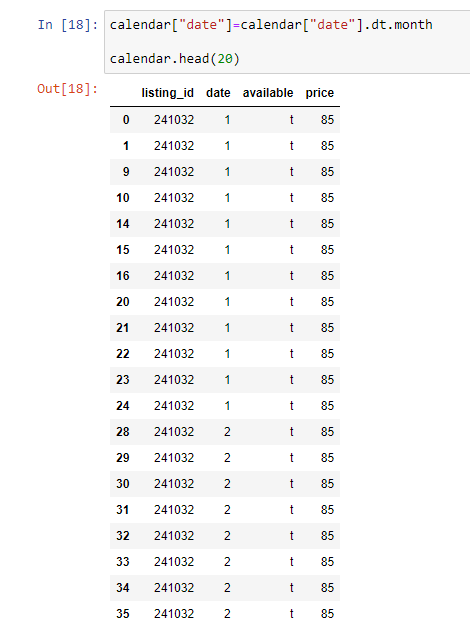 In [18]: calendar["date"]=calendar["date"].dt.month
calendar.head(20)
Out[18]:
listing_id date available price
0 241032 1 t 85
1 241032 1 t 85
9 241032 1 t 85
10 241032 1 t 85
14 241032 1 t 85
15 241032 1 t 85
16 241032 1 t 85
20 241032 1 t 85
21 241032 1 t 85
22 241032 1 t 85
23 241032 1 t 85
24 241032 1 t 85
28 241032 2 t 85
29 241032 2 t 85
30 241032 2 t 85
31 241032 2 t 85
32 241032 2 t 85
33 241032 2 t 85
34 241032 2 t 85
35 241032 2 t 85